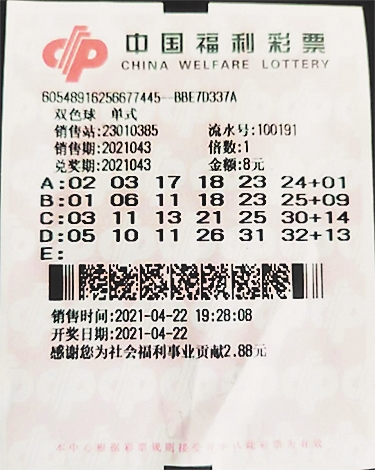 中国福利彩票
CHINA WELFARE LOTTERY
60548916256677445--BBE7D337A
双色球 单式
销售站:23010385 流水号:100191
销售期:2021043 倍数:1
兑奖期:2021043 金额:8元
A:02 03 17 18 23 24+01
B:01 06 11 18 23 25+09
C:03 11 13 21 25 30+14
D:05 10 11 26 31 32+13
E:
销售时间:2021-04-22 19:28:08
开奖日期:2021-04-22
感谢您为社会福利事业贡献2.88元